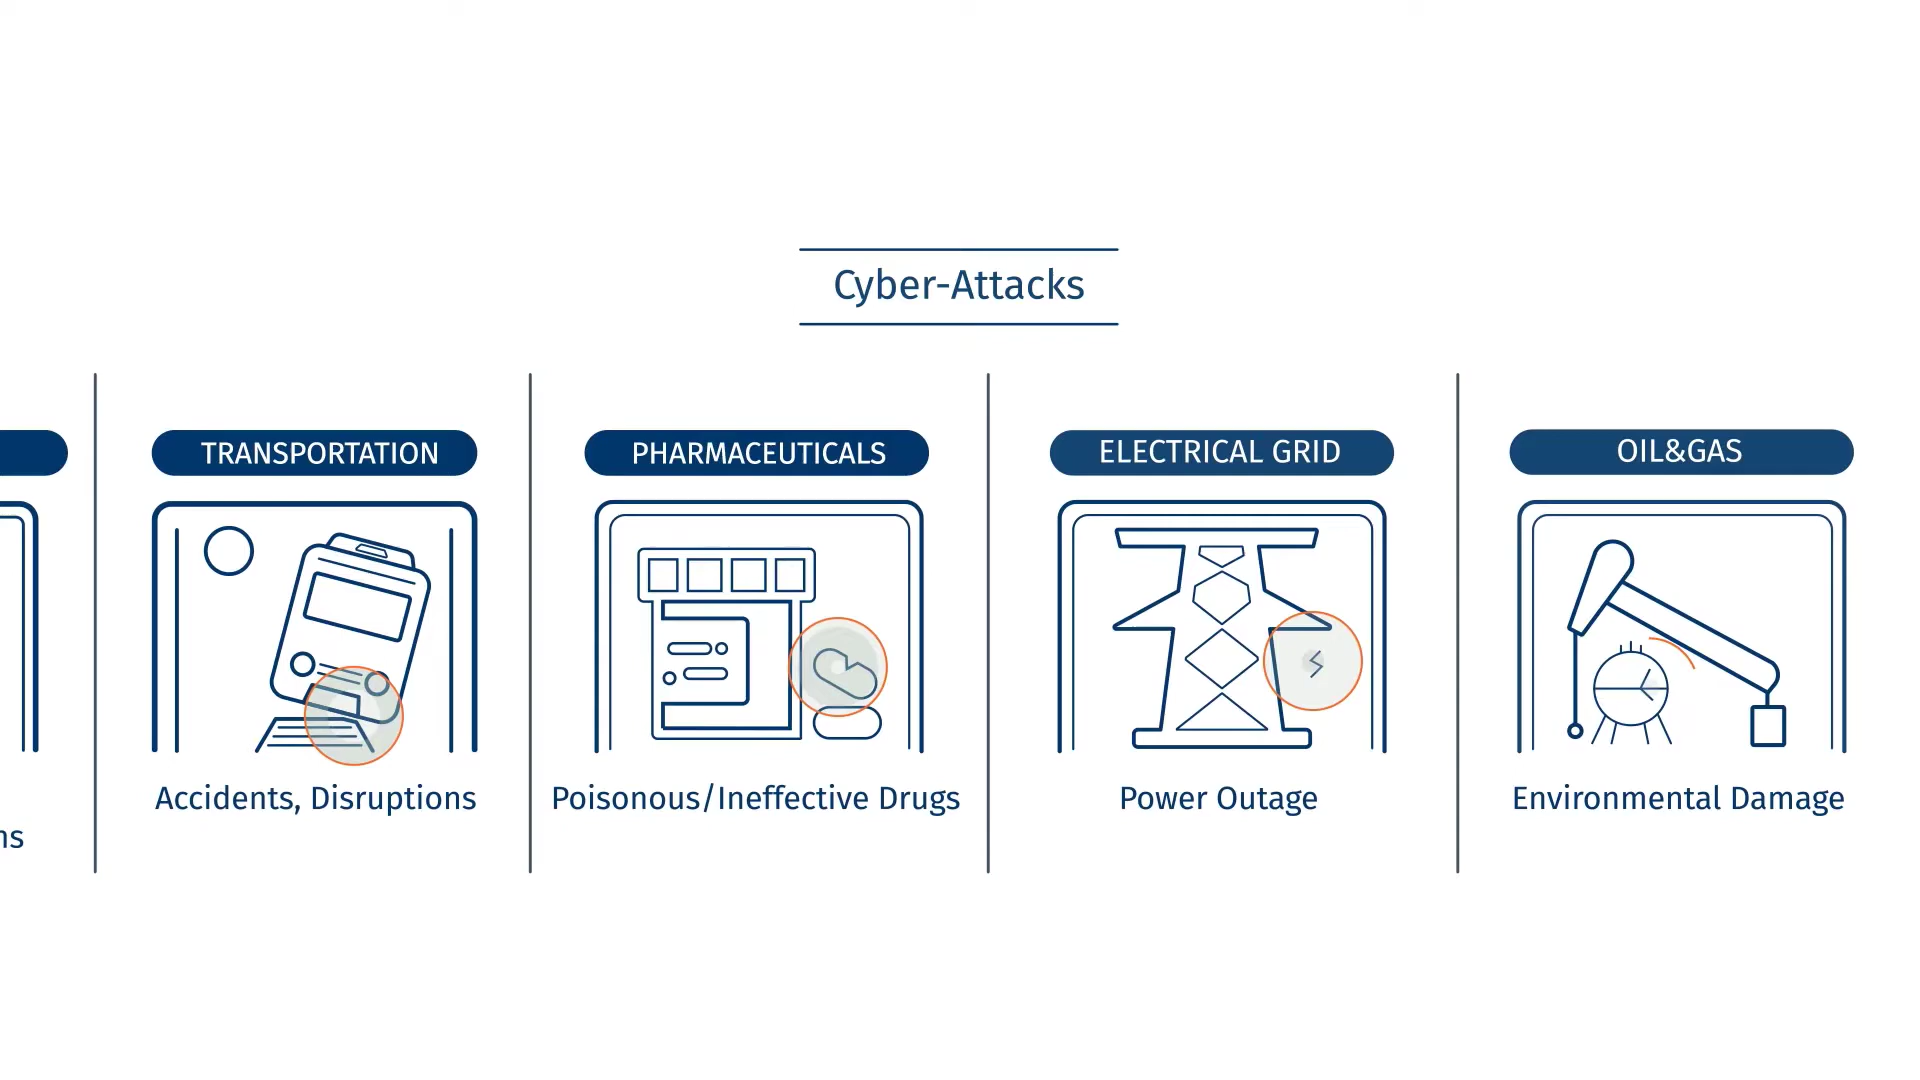 Cyber-Attacks
TRANSPORTATION
PHARMACEUTICALS
ELECTRICAL GRID
OIL&GAS
Accidents, Disruptions
Poisonous/Ineffective Drugs
Power Outage
Environmental Damage